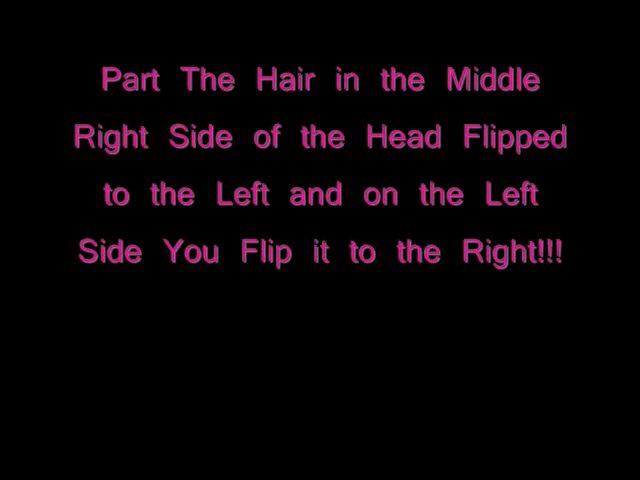 Part The Hair in the Middle
Right Side of the Head Flipped
to the Left and on the Left
Side You Flip it to the Right!!!